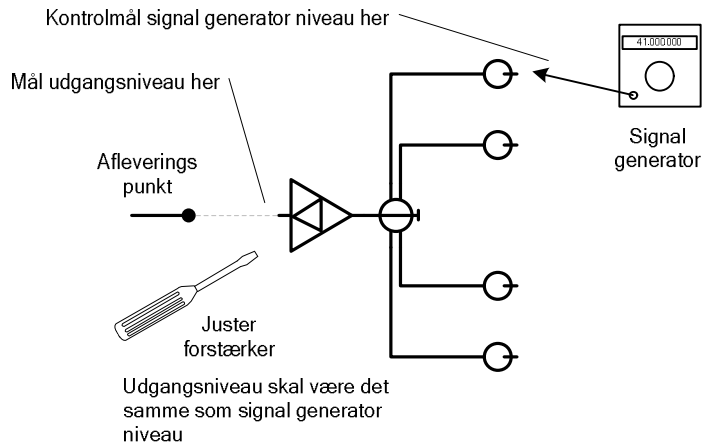 Kontrolmål signal generator niveau her
41.000000
Mål udgangsniveau her
Signal
generator
Afleverings
punkt
Juster
forstærker
Udgangsniveau skal være det
samme som signal generator
niveau